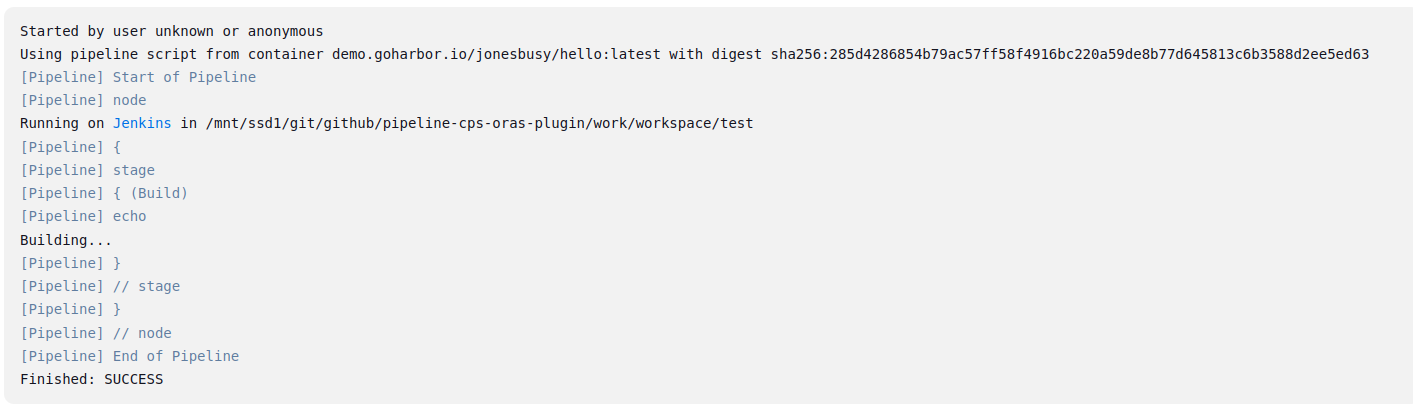 Started by user unknown or anonymous
Using pipeline script from container demo.goharbor.io/jonesbusy/hello:latest with digest sha256:285d4286854b79ac57ff58f4916bc220a59de8b77d645813c6b3588d2ee5ed63
[Pipeline] Start of Pipeline
[Pipeline] node
Running on Jenkins in /mnt/ssd1/git/github/pipeline-cps-oras-plugin/work/workspace/test
[Pipeline] {
[Pipeline] stage
[Pipeline] { (Build)
[Pipeline] echo
Building...
[Pipeline] }
[Pipeline] // stage
[Pipeline] }
[Pipeline] // node
[Pipeline] End of Pipeline
Finished: SUCCESS